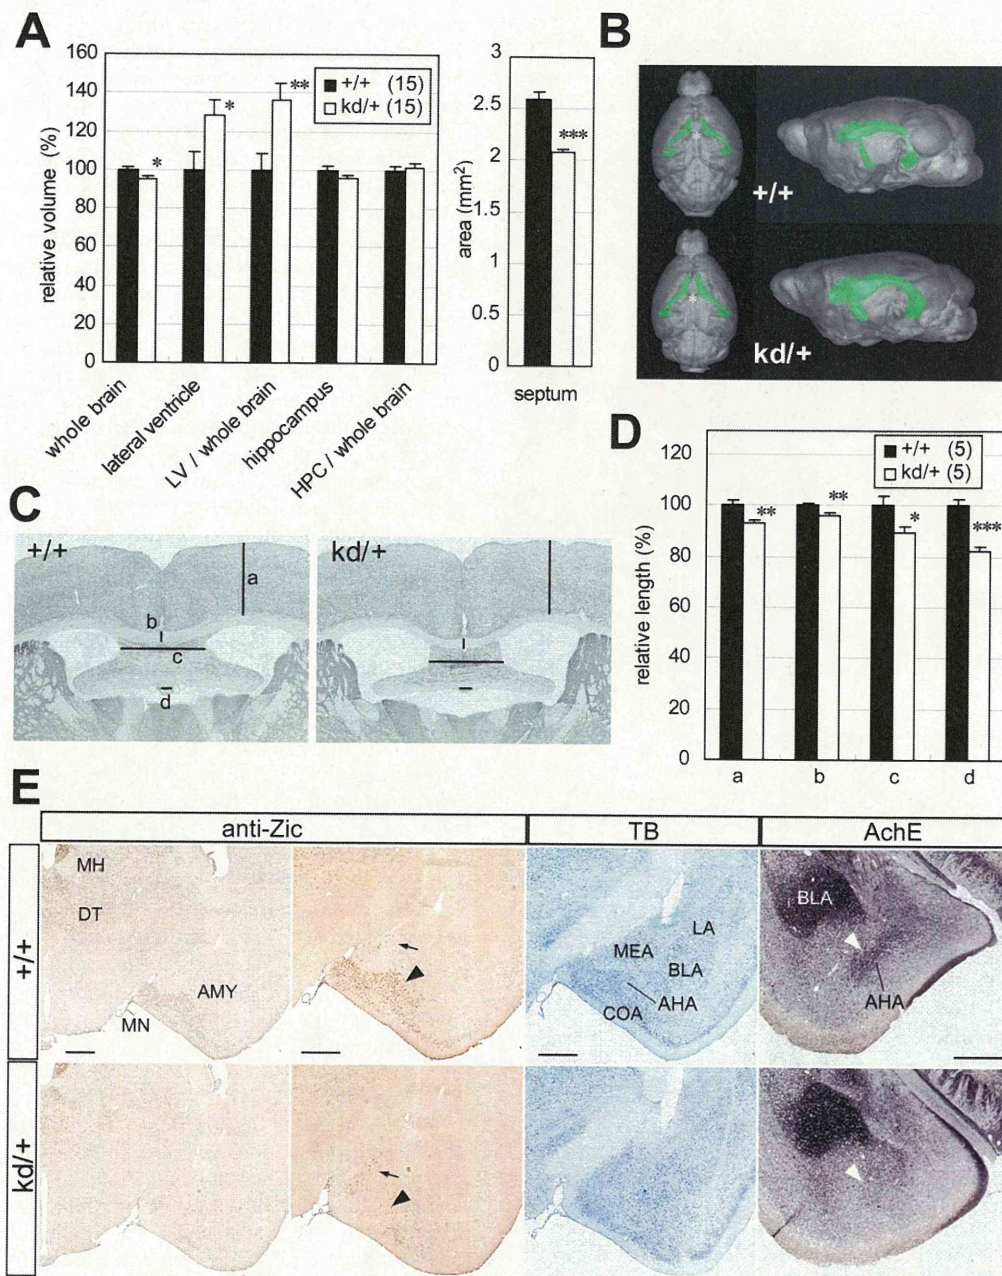 A
relative volume (%)
160
140
120
100
80
60
40
20
0
+/+ (15)
kd/+ (15)
*
*
**
whole brain
lateral ventricle
LV / whole brain
hippocampus
HPC / whole brain
area (mm²)
3
2.5
2
1.5
1
0.5
0
***
septum
B
*
+/+
*
kd/+
C
+/+
a
b
c
d
kd/+
D
relative length (%)
120
100
80
60
40
20
0
+/+ (5)
kd/+ (5)
**
**
*
***
a
b
c
d
E
anti-Zic
TB
AchE
+/+
MH
DT
AMY
MN
LA
MEA
BLA
AHA
COA
BLA
AHA
kd/+